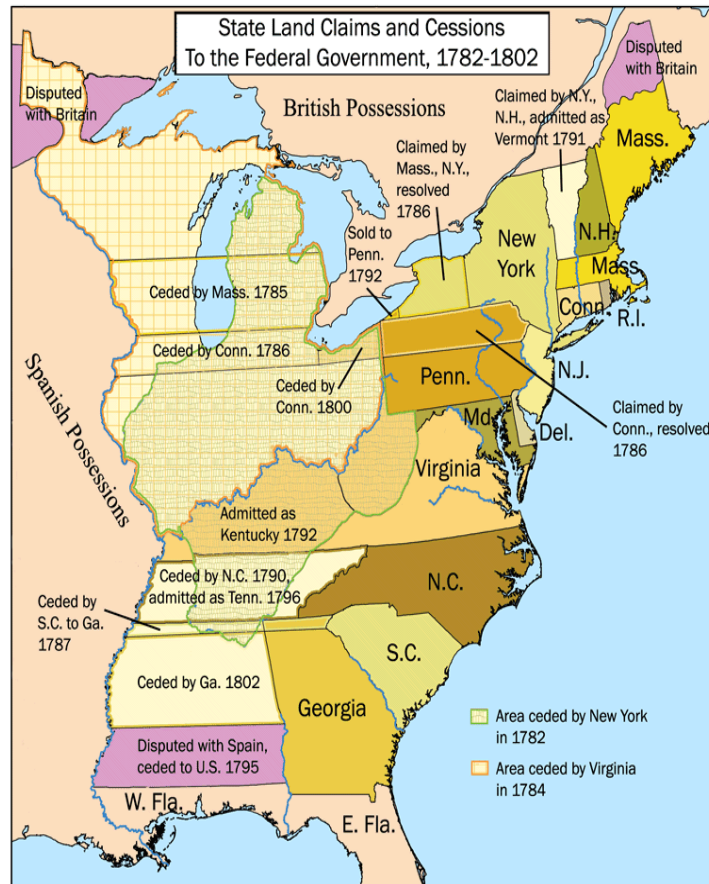 State Land Claims and Cessions
To the Federal Government, 1782-1802
Disputed
with Britain
British Possessions
Disputed
with Britain
Claimed by N.Y.,
N.H., admitted as
Vermont 1791
Mass.
Claimed by
Mass., N.Y.,
resolved
1786
Sold to
Penn.
1792
New
York
N.H.
Mass.
Conn.
R.I.
Ceded by Mass. 1785
Ceded by Conn. 1786
Ceded by
Conn. 1800
Penn.
N.J.
Claimed by
Conn., resolved
1786
Md.
Del.
Spanish Possessions
Virginia
Admitted as
Kentucky 1792
Ceded by N.C. 1790,
admitted as Tenn. 1796
N.C.
Ceded by
S.C. to Ga.
1787
S.C.
Ceded by Ga. 1802
Georgia
Disputed with Spain,
ceded to U.S. 1795
W. Fla.
E. Fla.
Area ceded by New York
in 1782
Area ceded by Virginia
in 1784